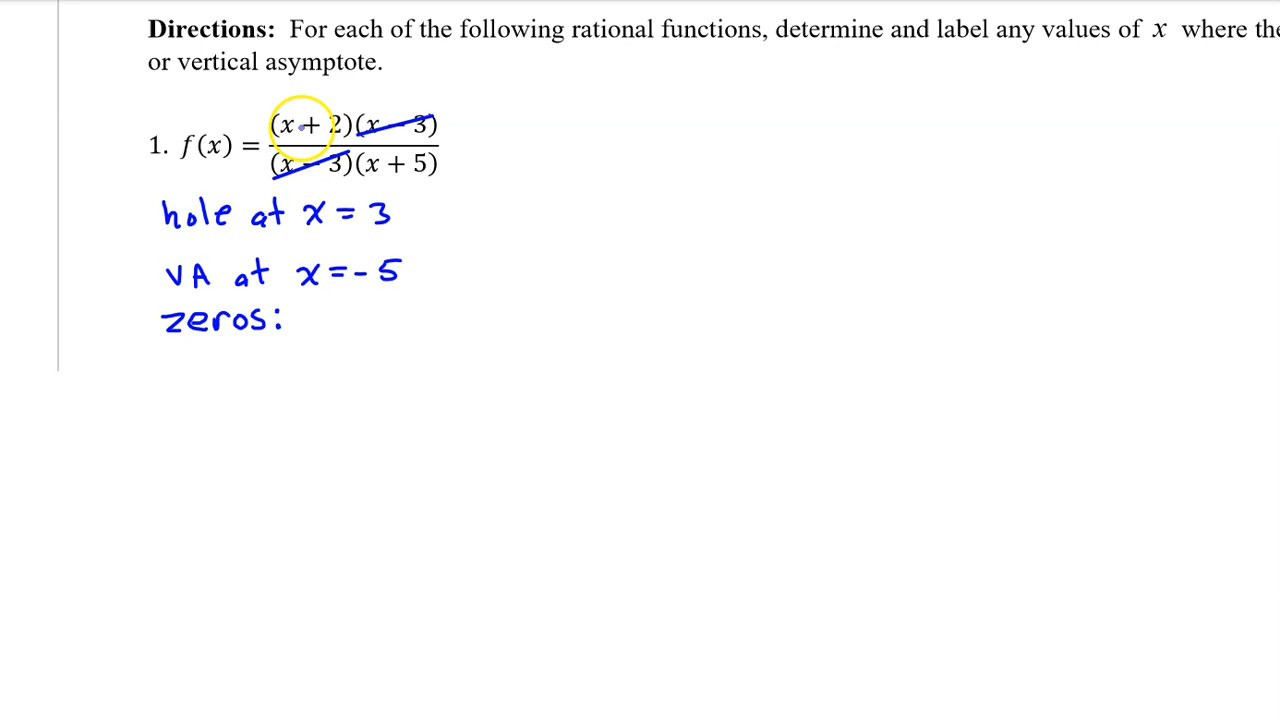 Directions: For each of the following rational functions, determine and label any values of x where the
or vertical asymptote.
1. f(x) = (x + 2)(x − 3) / (x − 3)(x + 5)
hole at x = 3
VA at x = - 5
zeros: